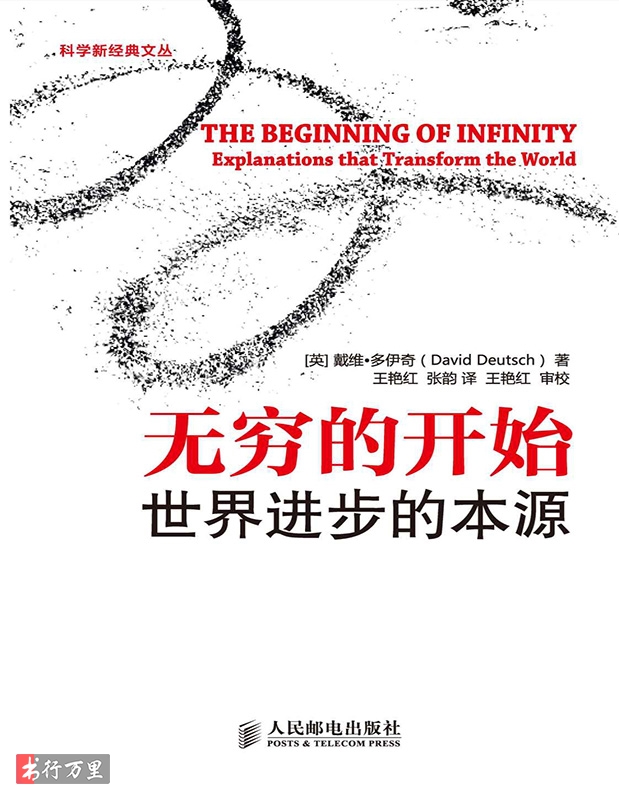 科学新经典文丛
THE BEGINNING OF INFINITY
Explanations that Transform the World
[英] 戴维•多伊奇（David Deutsch）著
王艳红 张韵 译 王艳红 审校
无穷的开始
世界进步的本源
人民邮电出版社
POSTS & TELECOM PRESS
书行万里